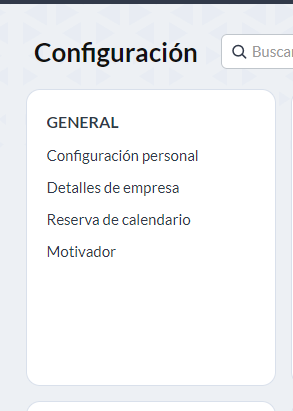 Configuración
Buscar
GENERAL
Configuración personal
Detalles de empresa
Reserva de calendario
Motivador